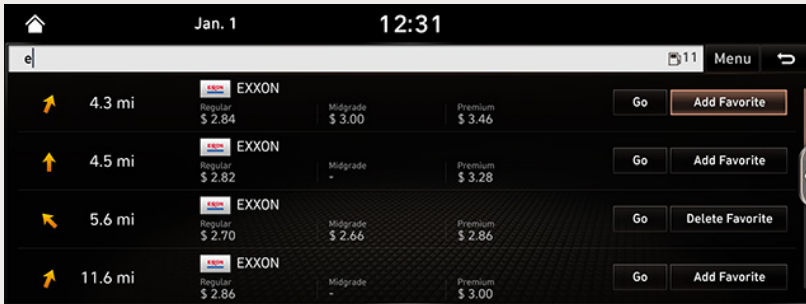 Jan. 1 12:31
e 11 Menu
EXXON
4.3 mi Regular Midgrade Premium Go Add Favorite
$ 2.84 $ 3.00 $ 3.46
EXXON
4.5 mi Regular Midgrade Premium Go Add Favorite
$ 2.82 - $ 3.28
EXXON
5.6 mi Regular Midgrade Premium Go Delete Favorite
$ 2.70 $ 2.66 $ 2.86
EXXON
11.6 mi Regular Midgrade Premium Go Add Favorite
$ 2.86 - $ 3.00